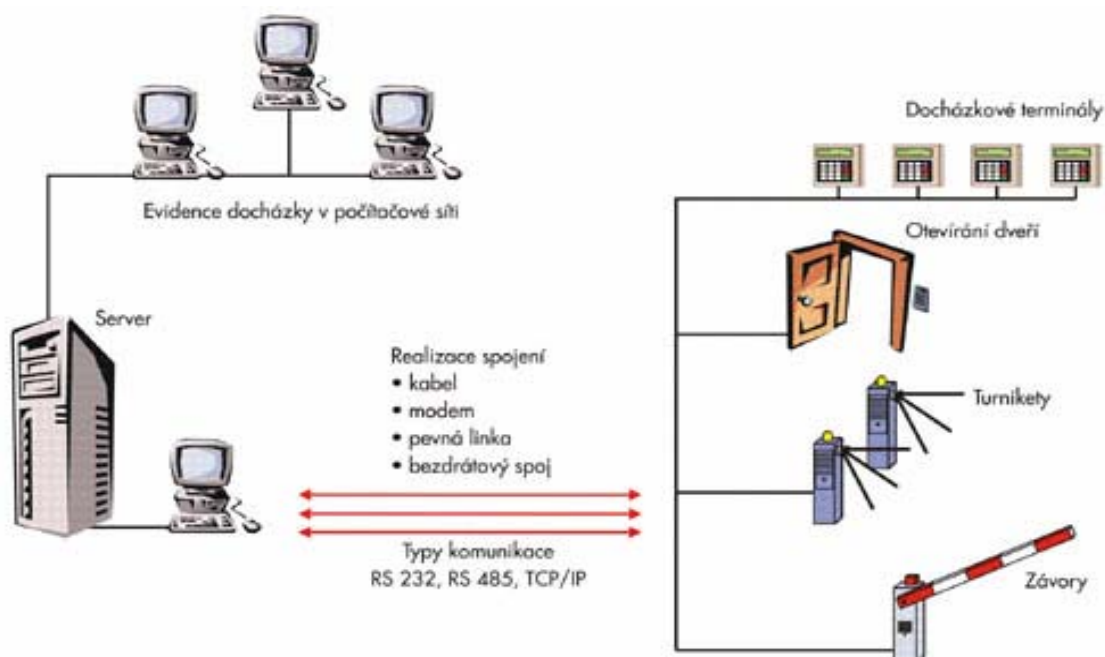 Docházkové terminály
Evidence docházky v počítačové síti
Otevírání dveří
Server
Realizace spojení
• kabel
• modem
• pevná linka
• bezdrátový spoj
Turnikety
Typy komunikace
RS 232, RS 485, TCP/IP
Závory